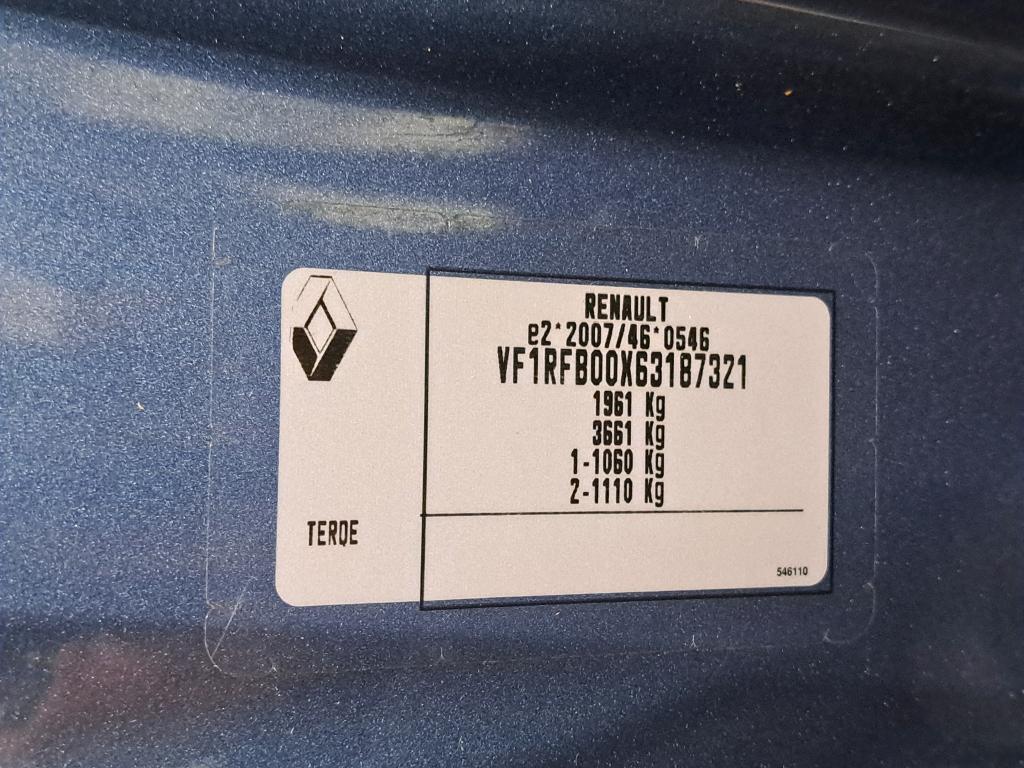 RENAULT
e2*2007/46*0546
VF1RFB00X63187321
1961 Kg
3661 Kg
1-1060 Kg
2-1110 Kg
TERQE
546110